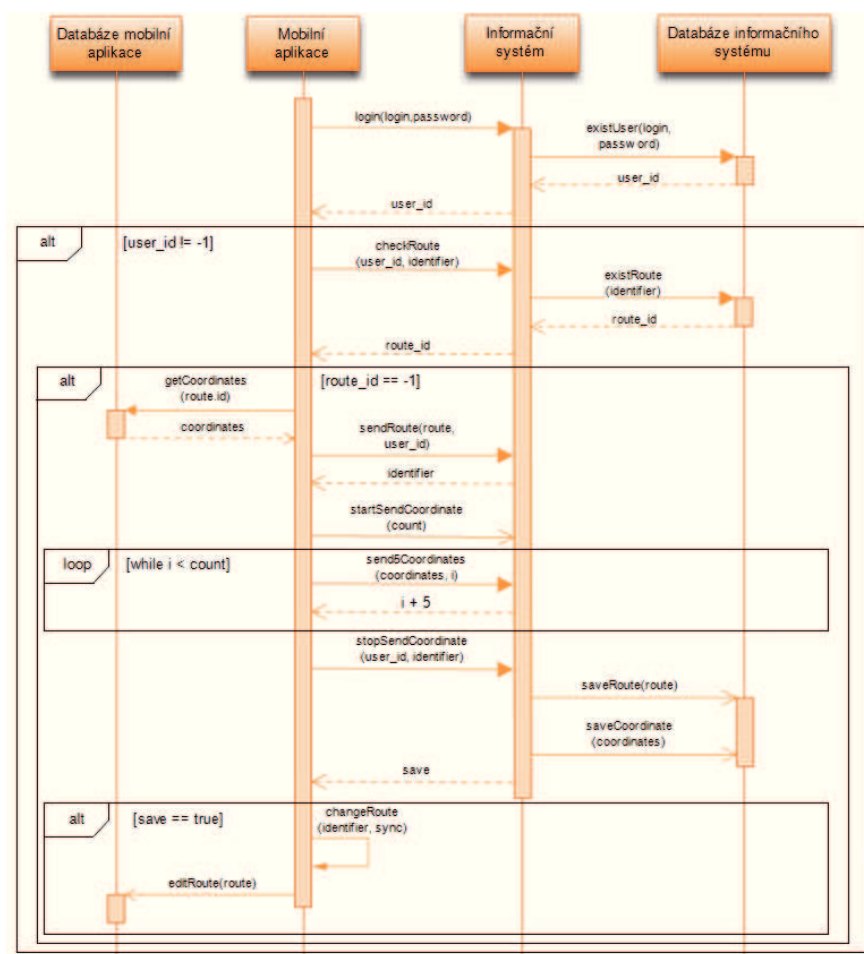 Databáze mobilní
aplikace
Mobilní
aplikace
Informační
systém
Databáze informačního
systému
login(login,password)
existUser(login,
password)
user_id
user_id
alt
[user_id != -1]
checkRoute
(user_id, identifier)
existRoute
(identifier)
route_id
route_id
alt
[route_id == -1]
getCoordinates
(route.id)
coordinates
sendRoute(route,
user_id)
identifier
startSendCoordinate
(count)
loop
[while i < count]
send5Coordinates
(coordinates, i)
i + 5
stopSendCoordinate
(user_id, identifier)
saveRoute(route)
saveCoordinate
(coordinates)
save
alt
[save == true]
changeRoute
(identifier, sync)
editRoute(route)